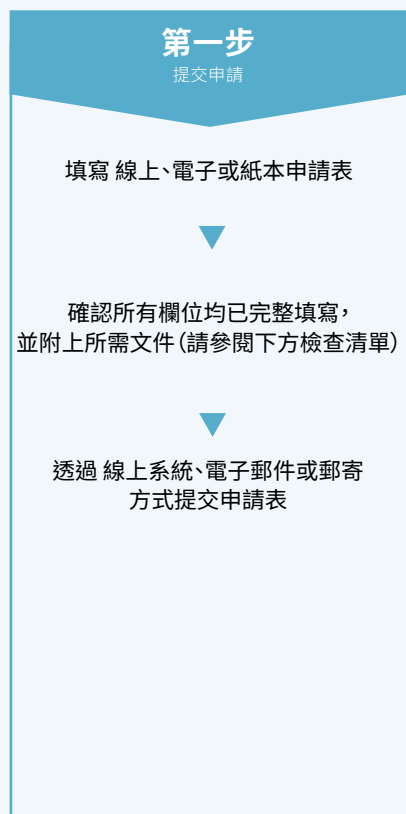 第一步
提交申請
填寫 線上、電子或紙本申請表
確認所有欄位均已完整填寫，
並附上所需文件（請參閱下方檢查清單）
透過 線上系統、電子郵件或郵寄
方式提交申請表